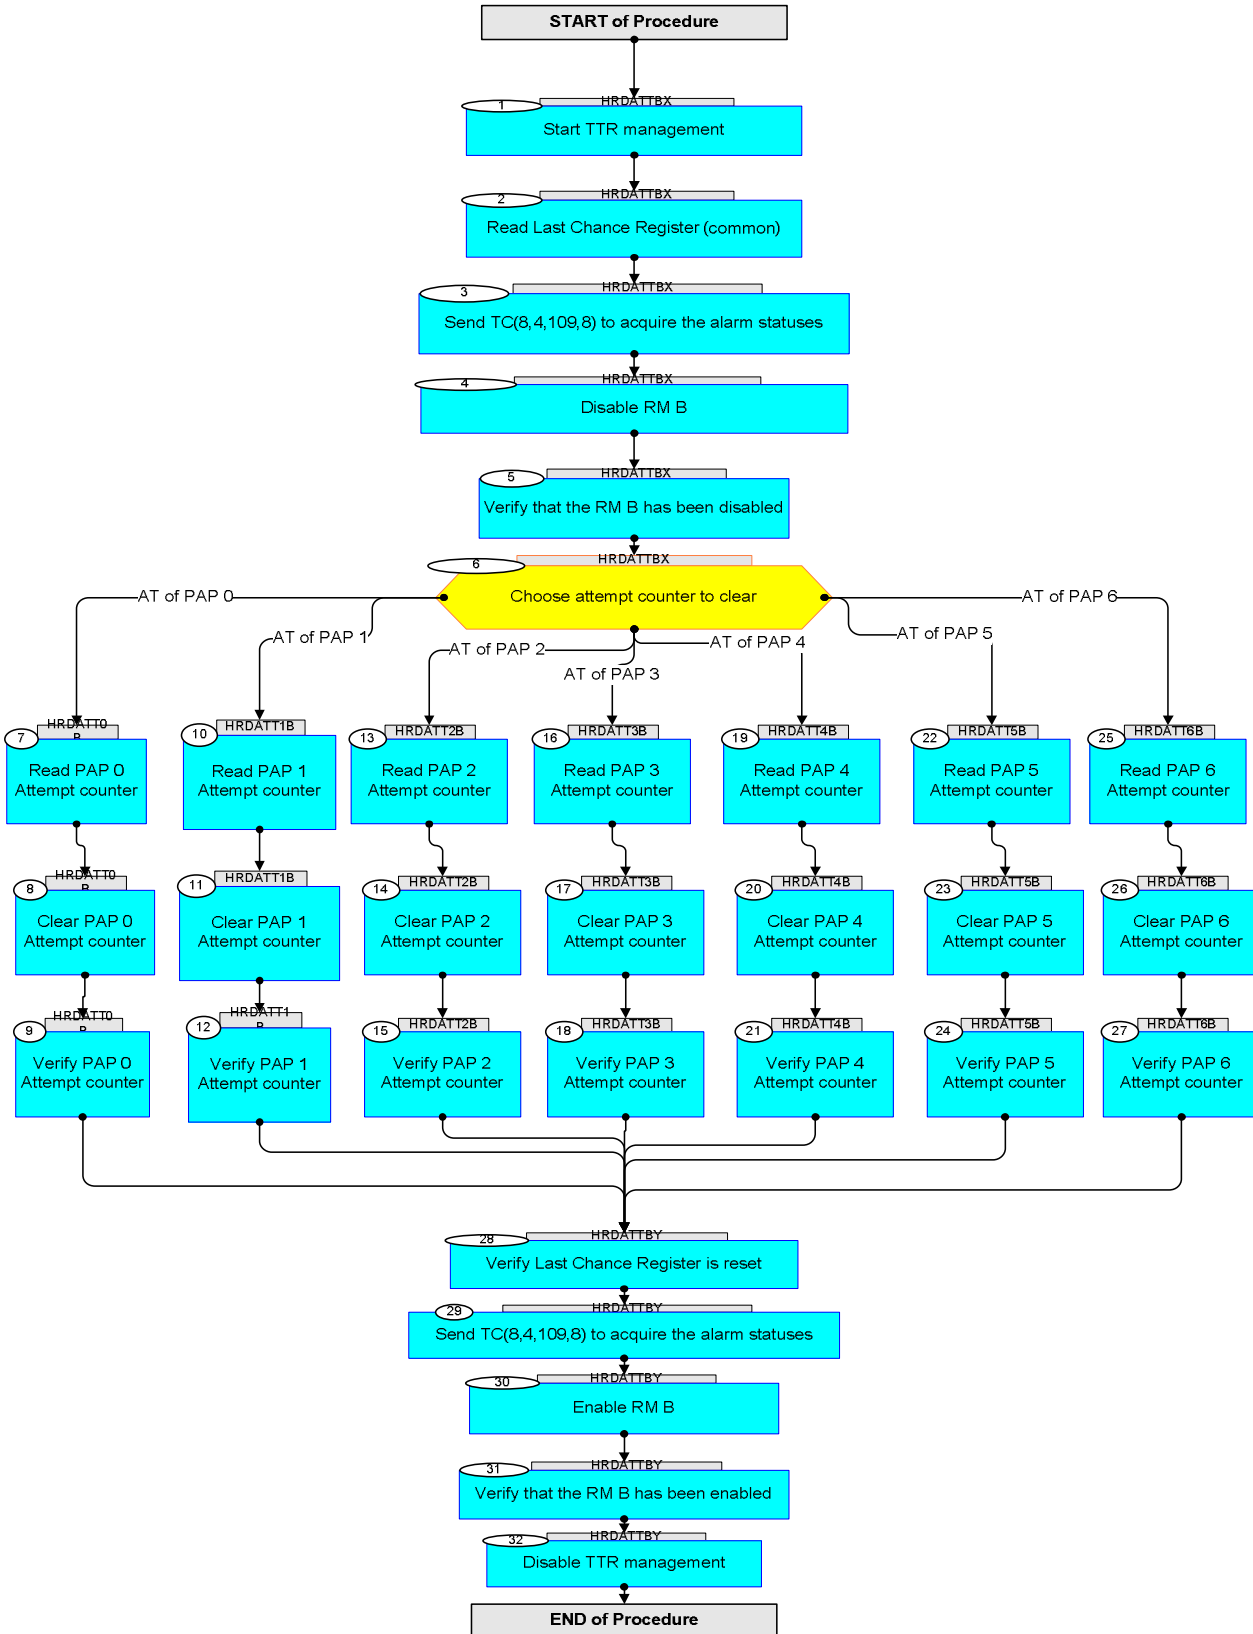 START of Procedure
HRDATTBX
1
Start TTR management
HRDATTBX
2
Read Last Chance Register (common)
HRDATTBX
3
Send TC(8,4,109,8) to acquire the alarm statuses
HRDATTBX
4
Disable RM B
HRDATTBX
5
Verify that the RM B has been disabled
HRDATTBX
6
Choose attempt counter to clear
AT of PAP 0
AT of PAP 1
AT of PAP 2
AT of PAP 3
AT of PAP 4
AT of PAP 5
AT of PAP 6
HRDATT0
B
7
Read PAP 0
Attempt counter
HRDATT1B
10
Read PAP 1
Attempt counter
HRDATT2B
13
Read PAP 2
Attempt counter
HRDATT3B
16
Read PAP 3
Attempt counter
HRDATT4B
19
Read PAP 4
Attempt counter
HRDATT5B
22
Read PAP 5
Attempt counter
HRDATT6B
25
Read PAP 6
Attempt counter
HRDATT0
B
8
Clear PAP 0
Attempt counter
HRDATT1B
11
Clear PAP 1
Attempt counter
HRDATT2B
14
Clear PAP 2
Attempt counter
HRDATT3B
17
Clear PAP 3
Attempt counter
HRDATT4B
20
Clear PAP 4
Attempt counter
HRDATT5B
23
Clear PAP 5
Attempt counter
HRDATT6B
26
Clear PAP 6
Attempt counter
HRDATT0
B
9
Verify PAP 0
Attempt counter
HRDATT1
B
12
Verify PAP 1
Attempt counter
HRDATT2B
15
Verify PAP 2
Attempt counter
HRDATT3B
18
Verify PAP 3
Attempt counter
HRDATT4B
21
Verify PAP 4
Attempt counter
HRDATT5B
24
Verify PAP 5
Attempt counter
HRDATT6B
27
Verify PAP 6
Attempt counter
HRDATTBY
28
Verify Last Chance Register is reset
HRDATTBY
29
Send TC(8,4,109,8) to acquire the alarm statuses
HRDATTBY
30
Enable RM B
HRDATTBY
31
Verify that the RM B has been enabled
HRDATTBY
32
Disable TTR management
END of Procedure